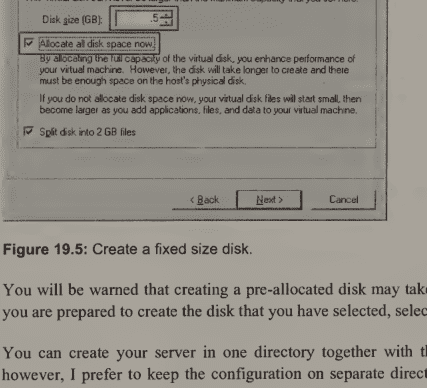 Disk size (GB): .5
Allocate all disk space now.
By allocating the full capacity of the virtual disk, you enhance performance of
your virtual machine. However, the disk will take longer to create and there
must be enough space on the host's physical disk.
If you do not allocate disk space now, your virtual disk files will start small, then
become larger as you add applications, files, and data to your virtual machine.
Split disk into 2 GB files
< Back Next > Cancel
Figure 19.5: Create a fixed size disk.
You will be warned that creating a pre-allocated disk may take
you are prepared to create the disk that you have selected, selec
You can create your server in one directory together with th
however, I prefer to keep the configuration on separate direct